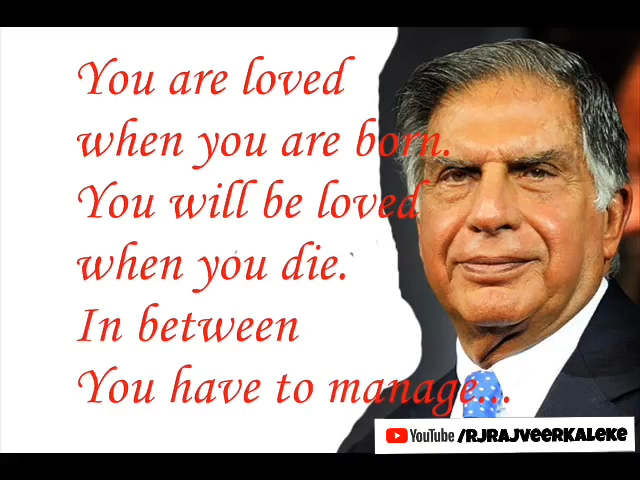 You are loved
when you are born.
You will be loved
when you die.
In between
You have to manage...
YouTube /RJRAJVEERKALEKE